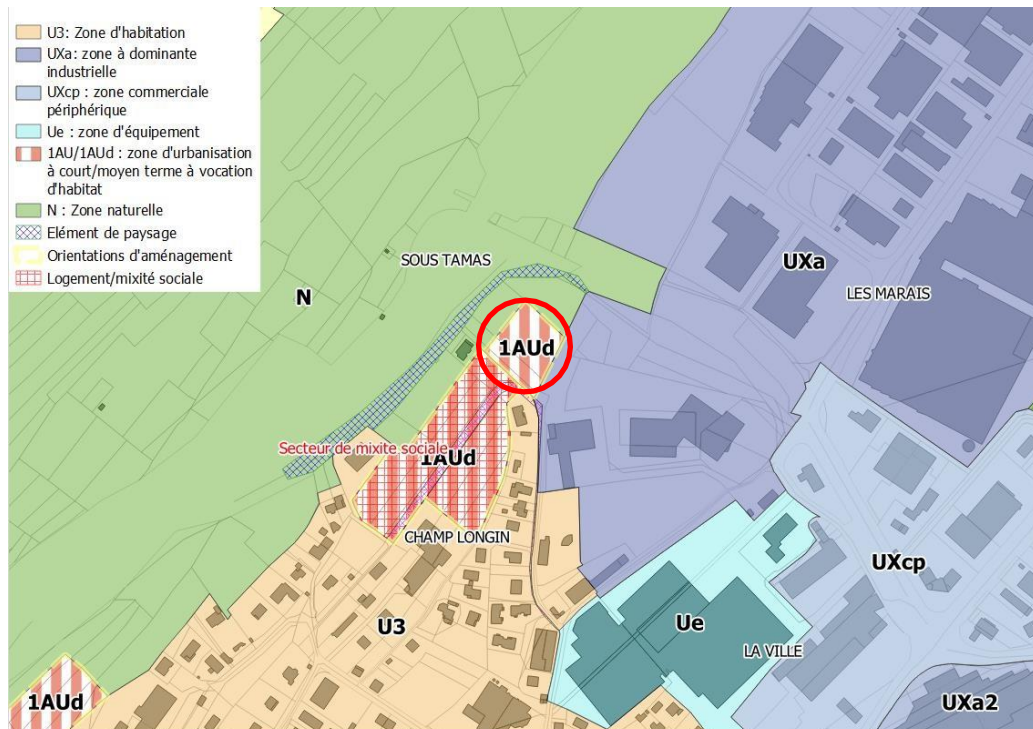 U3: Zone d'habitation
UXa: zone à dominante
industrielle
UXcp : zone commerciale
périphérique
Ue : zone d'équipement
1AU/1AUd : zone d'urbanisation
à court/moyen terme à vocation
d'habitat
N : Zone naturelle
Elément de paysage
Orientations d'aménagement
Logement/mixité sociale
SOUS TAMAS
UXa
LES MARAIS
N
1AUd
Secteur de mixite sociale
1AUd
CHAMP LONGIN
UXcp
U3
Ue
LA VILLE
1AUd
UXa2